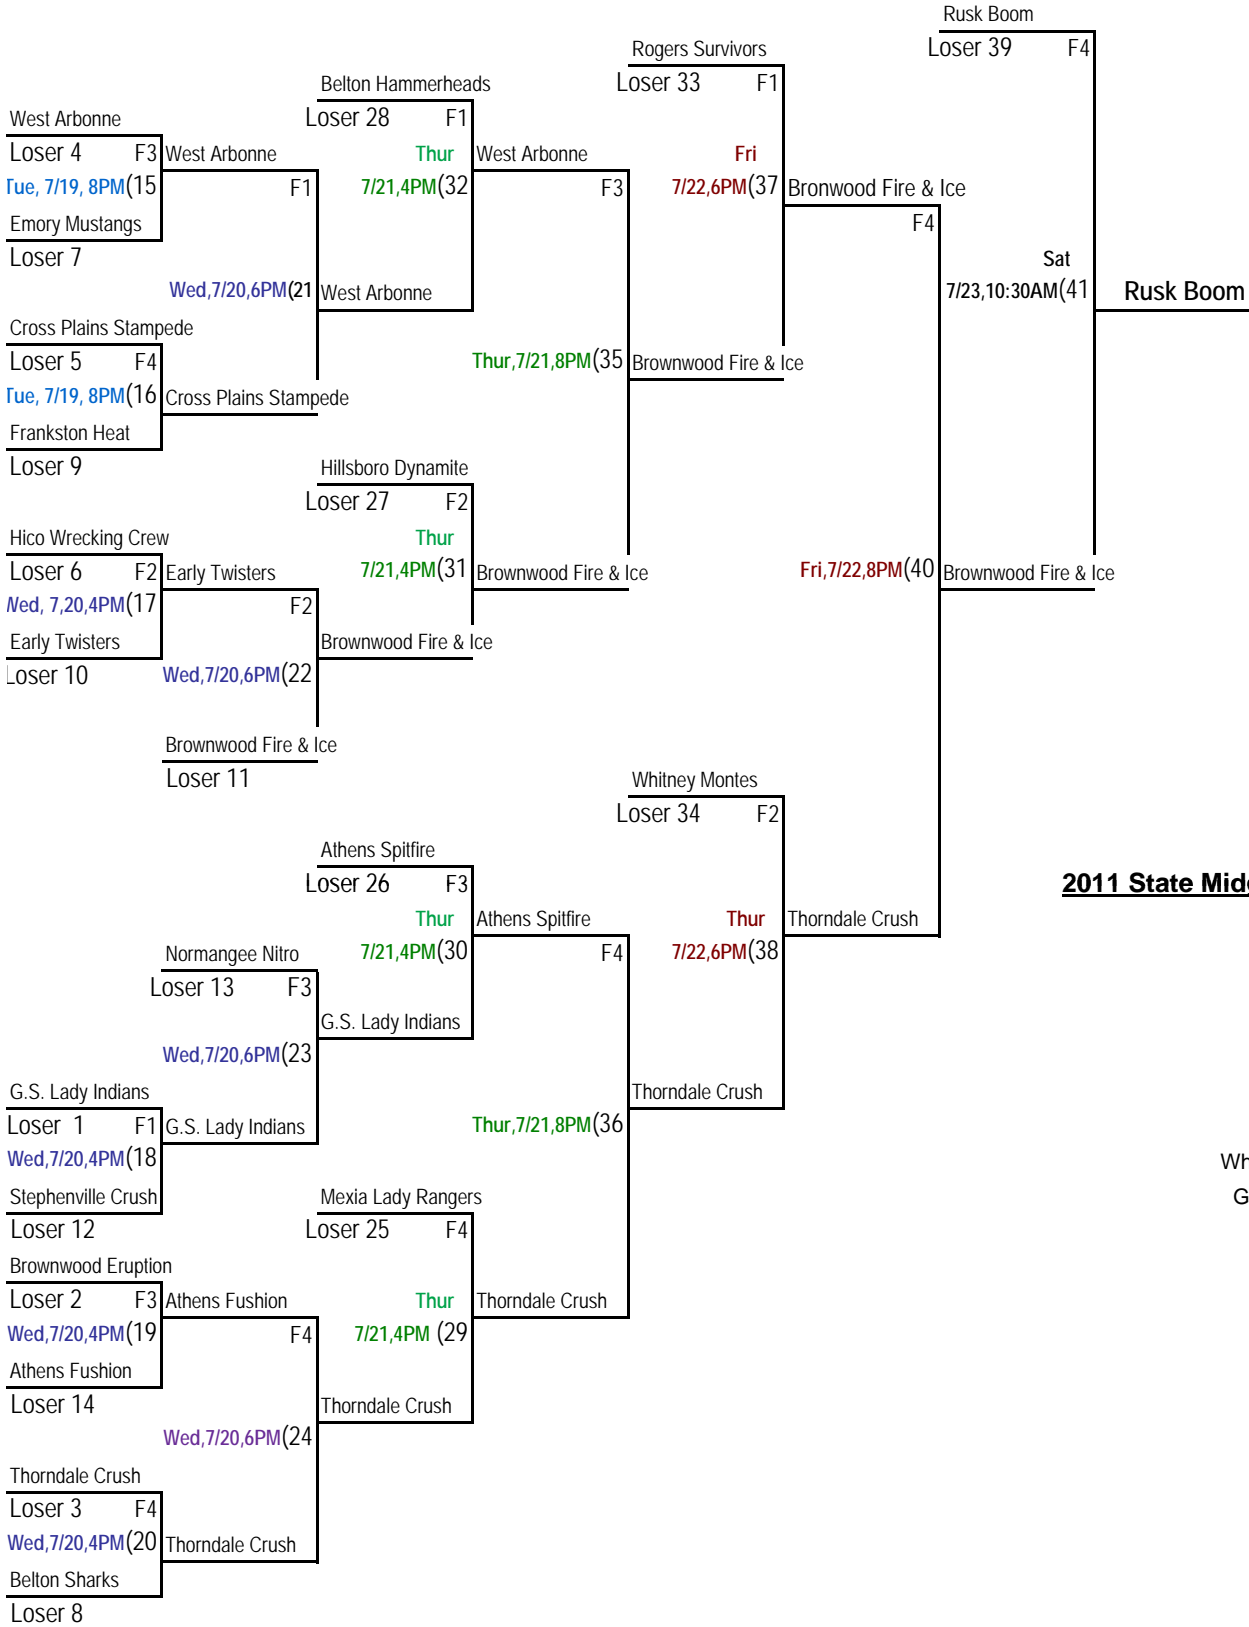 Rusk Boom
Loser 39 F4
Rogers Survivors
Loser 33 F1
Belton Hammerheads
Loser 28 F1
West Arbonne
Loser 4 F3 West Arbonne
Thur West Arbonne
Fri
Tue, 7/19, 8PM(15
F1
7/21,4PM(32
F3
7/22,6PM(37 Bronwood Fire & Ice
Emory Mustangs
F4
Loser 7
Sat
Wed,7/20,6PM(21 West Arbonne
7/23,10:30AM(41 Rusk Boom
Cross Plains Stampede
Loser 5 F4
Thur,7/21,8PM(35 Brownwood Fire & Ice
Tue, 7/19, 8PM(16 Cross Plains Stampede
Frankston Heat
Loser 9
Hillsboro Dynamite
Loser 27 F2
Hico Wrecking Crew
Thur
Loser 6 F2 Early Twisters
7/21,4PM(31 Brownwood Fire & Ice
Fri,7/22,8PM(40 Brownwood Fire & Ice
Wed, 7,20,4PM(17
F2
Early Twisters
Brownwood Fire & Ice
Loser 10
Wed,7/20,6PM(22
Brownwood Fire & Ice
Loser 11
Whitney Montes
Loser 34 F2
Athens Spitfire
Loser 26 F3
2011 State Mid
Thur Athens Spitfire
Thur Thorndale Crush
Normangee Nitro
7/21,4PM(30
F4
7/22,6PM(38
Loser 13 F3
G.S. Lady Indians
Wed,7/20,6PM(23
G.S. Lady Indians
Thorndale Crush
Loser 1 F1 G.S. Lady Indians
Thur,7/21,8PM(36
Wed,7/20,4PM(18
Wh
Stephenville Crush
Mexia Lady Rangers
G
Loser 12
Loser 25 F4
Brownwood Eruption
Loser 2 F3 Athens Fushion
Thur Thorndale Crush
Wed,7/20,4PM(19
F4
7/21,4PM (29
Athens Fushion
Loser 14
Thorndale Crush
Wed,7/20,6PM(24
Thorndale Crush
Loser 3 F4
Wed,7/20,4PM(20 Thorndale Crush
Belton Sharks
Loser 8